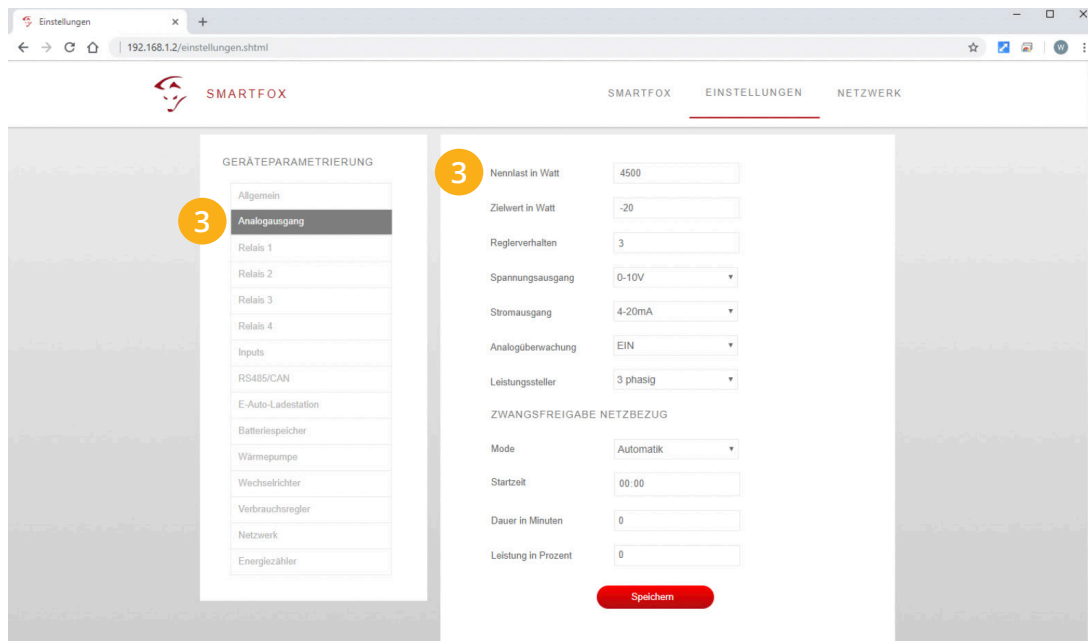 Einstellungen
192.168.1.2/einstellungen.shtml
W
SMARTFOX
SMARTFOX EINSTELLUNGEN NETZWERK
GERÄTEPARAMETRIERUNG
Allgemein
3 Analogausgang
Relais 1
Relais 2
Relais 3
Relais 4
Inputs
RS485/CAN
E-Auto-Ladestation
Batteriespeicher
Wärmepumpe
Wechselrichter
Verbrauchsregler
Netzwerk
Energiezähler
3 Nennlast in Watt 4500
Zielwert in Watt -20
Reglerverhalten 3
Spannungsausgang 0-10V
Stromausgang 4-20mA
Analogüberwachung EIN
Leistungssteller 3 phasig
ZWANGSFREIGABE NETZBEZUG
Mode Automatik
Startzeit 00:00
Dauer in Minuten 0
Leistung in Prozent 0
Speichern